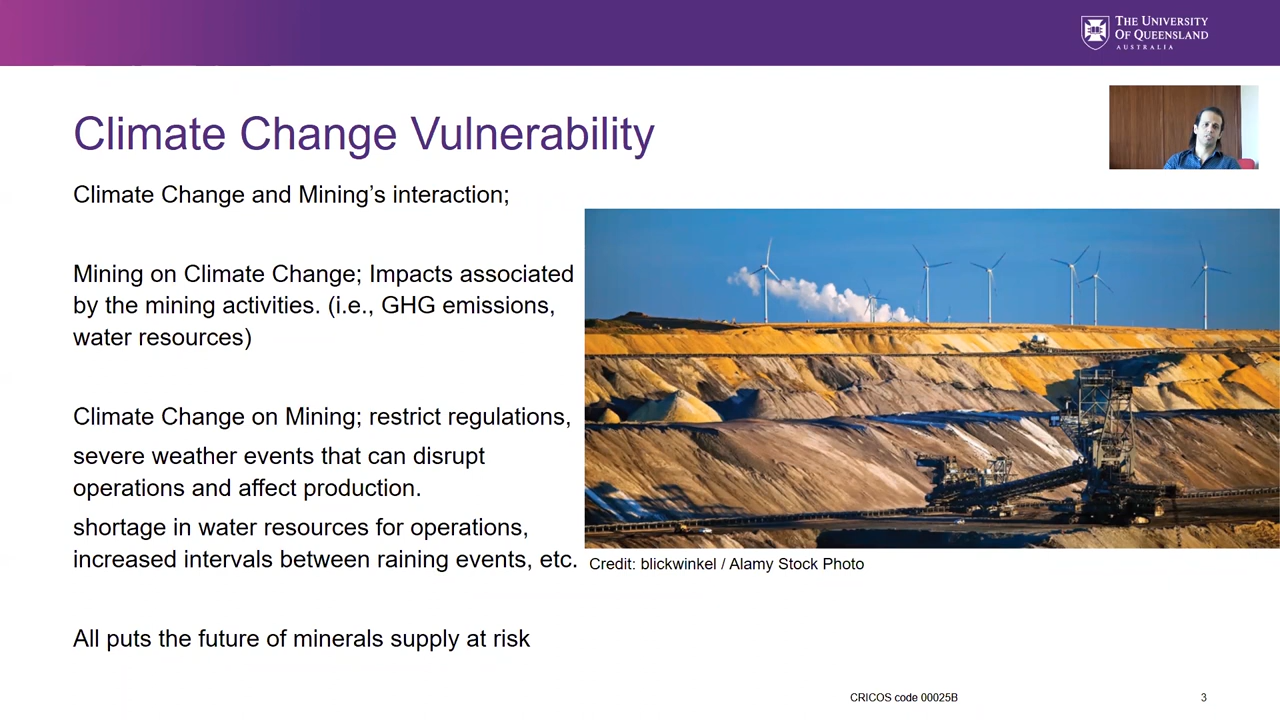 THE UNIVERSITY
OF QUEENSLAND
AUSTRALIA
Climate Change Vulnerability
Climate Change and Mining’s interaction;
Mining on Climate Change; Impacts associated
by the mining activities. (i.e., GHG emissions,
water resources)
Climate Change on Mining; restrict regulations,
severe weather events that can disrupt
operations and affect production.
shortage in water resources for operations,
increased intervals between raining events, etc.
Credit: blickwinkel / Alamy Stock Photo
All puts the future of minerals supply at risk
CRICOS code 00025B
3